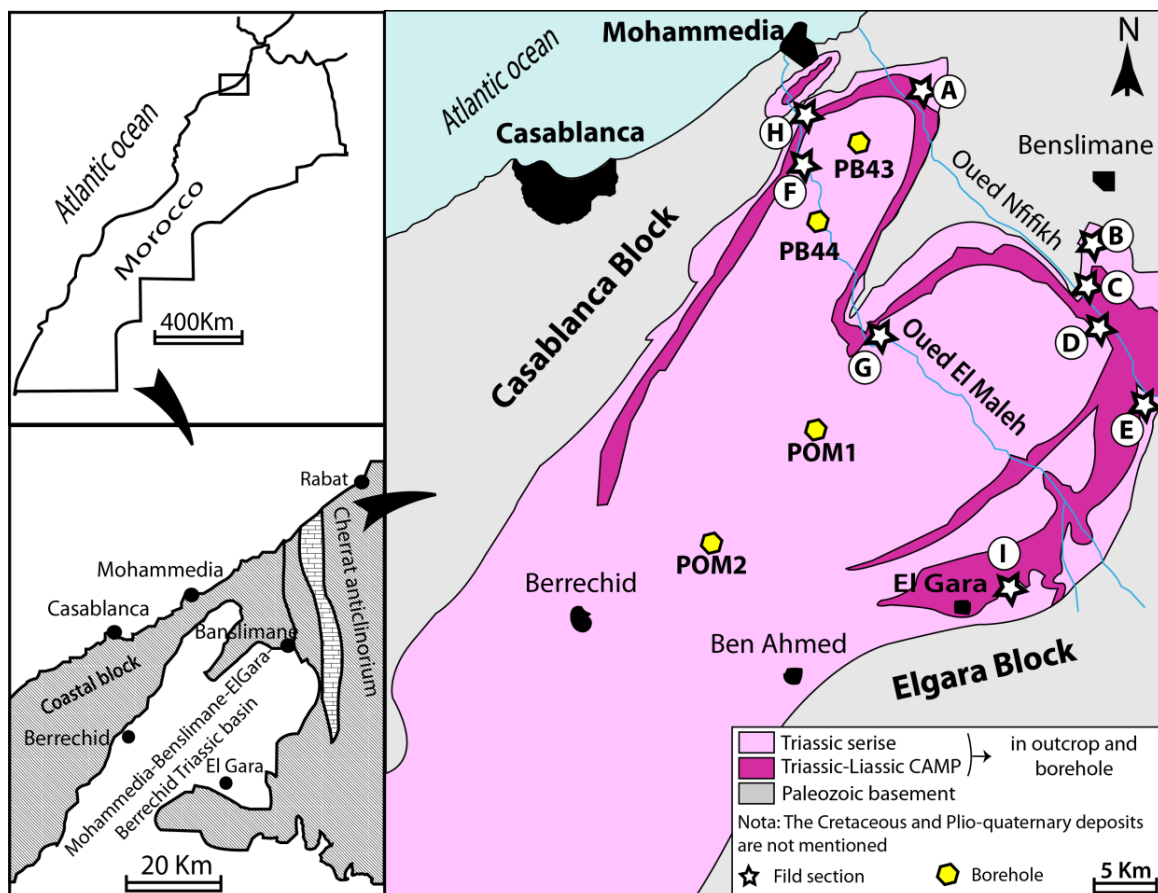 Atlantic ocean
Morocco
400Km
Rabat
Cherrat anticlinorium
Mohammedia
Casablanca
Banslimane
Coastal block
Mohammedia-Benslimane-ElGara-
Berrechid Triassic basin
Berrechid
El Gara
20 Km
Atlantic ocean
Mohammedia
N
Casablanca
H
A
PB43
Benslimane
F
Oued Nfifikh
PB44
B
C
Casablanca Block
D
G
Oued El Maleh
E
POM1
POM2
I
Berrechid
El Gara
Ben Ahmed
Elgara Block
Triassic serise
Triassic-Liassic CAMP
in outcrop and
borehole
Paleozoic basement
Nota: The Cretaceous and Plio-quaternary deposits
are not mentioned
Fild section
Borehole
5 Km